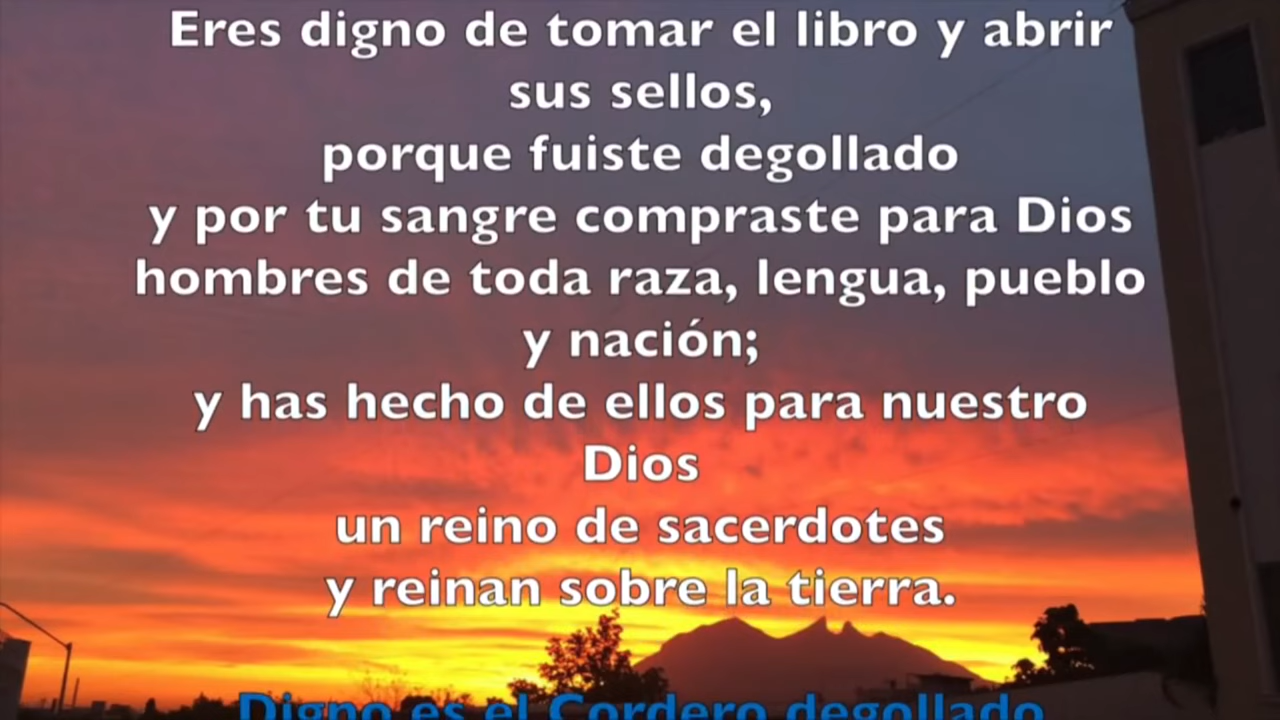 Eres digno de tomar el libro y abrir
sus sellos,
porque fuiste degollado
y por tu sangre compraste para Dios
hombres de toda raza, lengua, pueblo
y nación;
y has hecho de ellos para nuestro
Dios
un reino de sacerdotes
y reinan sobre la tierra.
Digno es el Cordero degollado